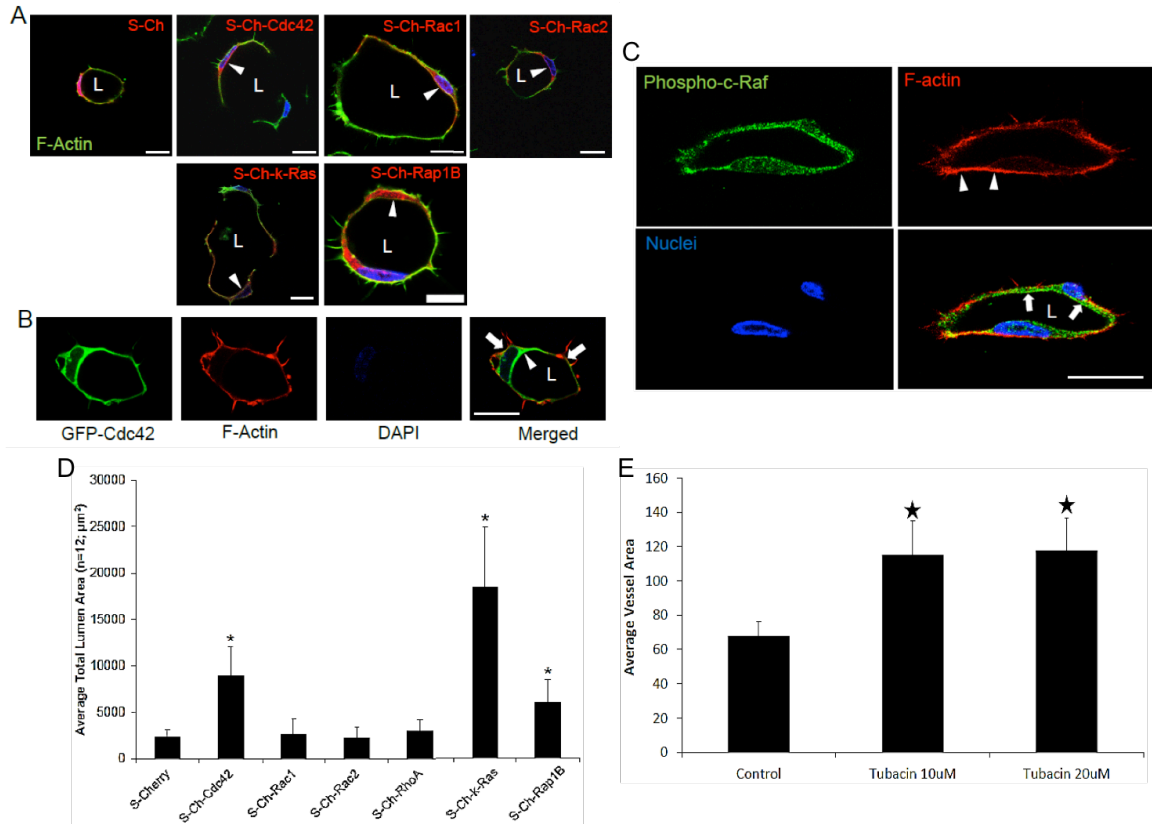 A
S-Ch
S-Ch-Cdc42
S-Ch-Rac1
S-Ch-Rac2
L
L
L
L
F-Actin
S-Ch-k-Ras
S-Ch-Rap1B
L
L
B
L
GFP-Cdc42
F-Actin
DAPI
Merged
C
Phospho-c-Raf
F-actin
Nuclei
L
D
Average Total Lumen Area (n=12; µm²)
30000
25000
20000
15000
10000
5000
0
*
*
*
S-Cherry
S-Ch-Cdc42
S-Ch-Rac1
S-Ch-Rac2
S-Ch-RhoA
S-Ch-k-Ras
S-Ch-Rap1B
E
Average Vessel Area
160
140
120
100
80
60
40
20
0
★
★
Control
Tubacin 10uM
Tubacin 20uM